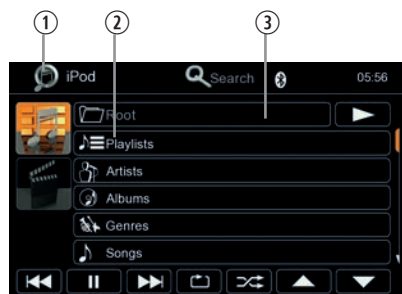 1 2 3
iPod Search 05:56
Root
Playlists
Artists
Albums
Genres
Songs